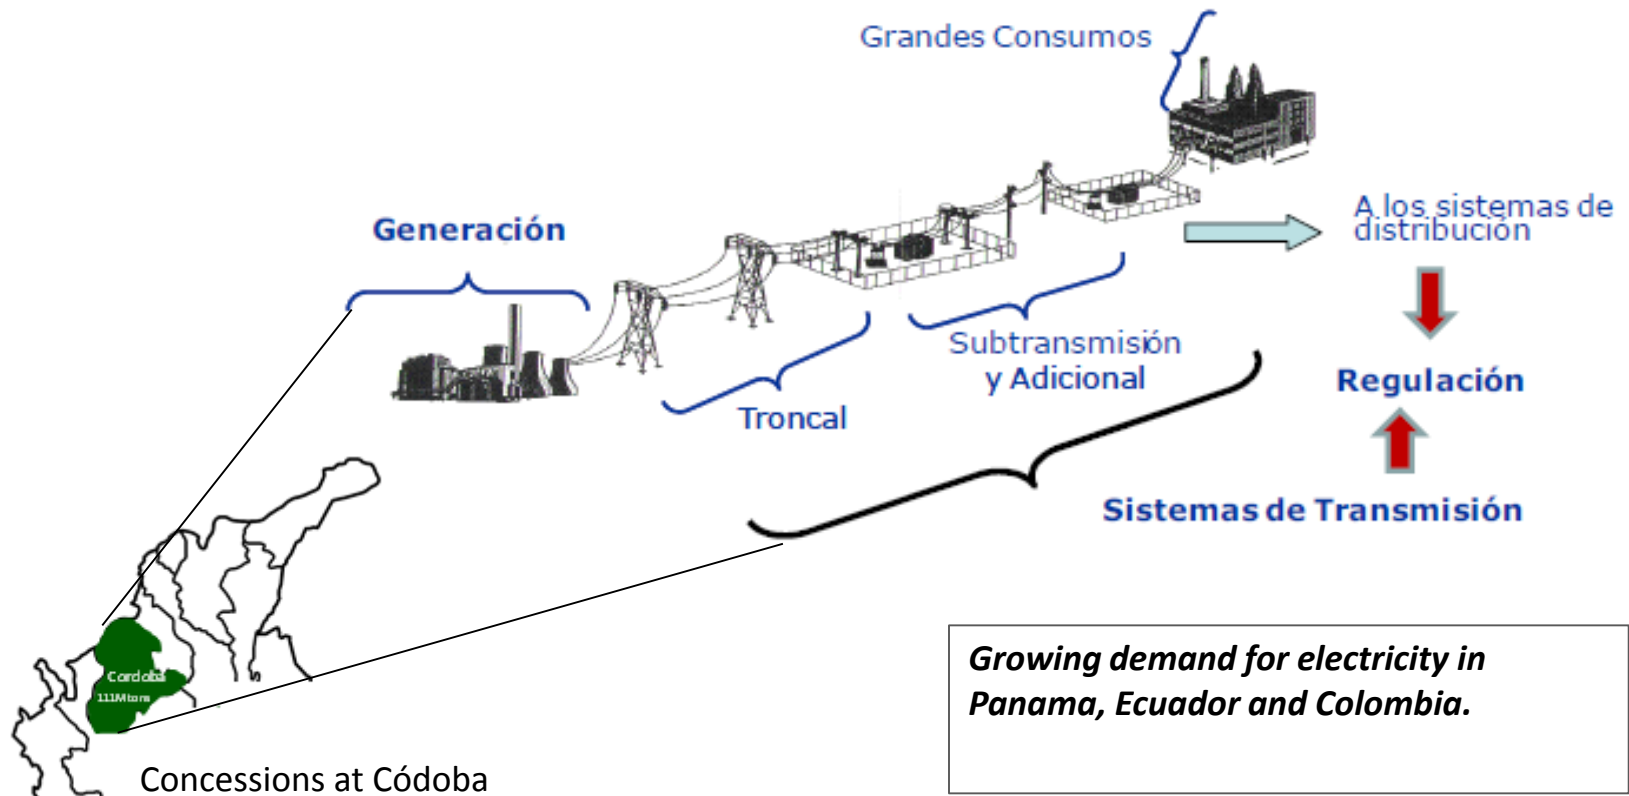 Grandes Consumos
Generación
A los sistemas de
distribución
Subtransmisión
y Adicional
Troncal
Regulación
Sistemas de Transmisión
Cordoba
111Mtons
Growing demand for electricity in
Panama, Ecuador and Colombia.
Concessions at Códoba